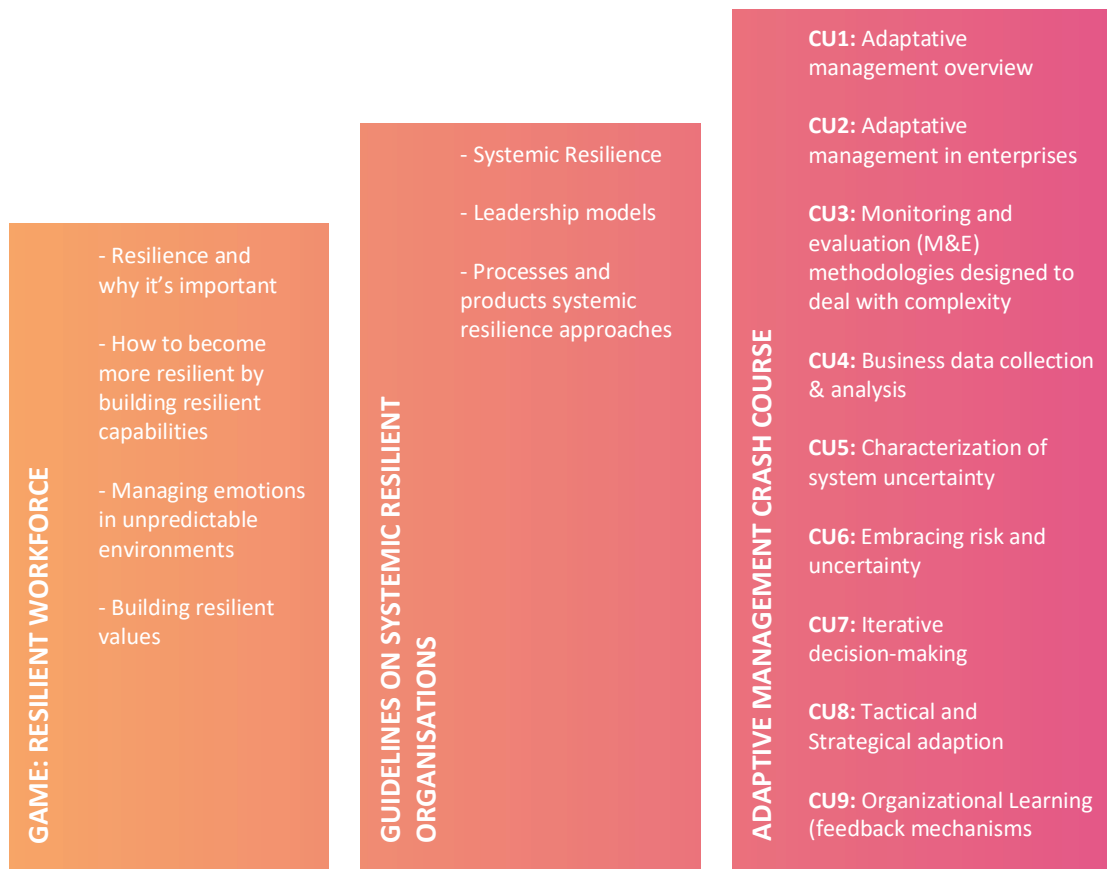 GAME: RESILIENT WORKFORCE
- Resilience and
why it’s important
- How to become
more resilient by
building resilient
capabilities
- Managing emotions
in unpredictable
environments
- Building resilient
values
GUIDELINES ON SYSTEMIC RESILIENT
ORGANISATIONS
- Systemic Resilience
- Leadership models
- Processes and
products systemic
resilience approaches
ADAPTIVE MANAGEMENT CRASH COURSE
CU1: Adaptative
management overview
CU2: Adaptative
management in enterprises
CU3: Monitoring and
evaluation (M&E)
methodologies designed to
deal with complexity
CU4: Business data collection
& analysis
CU5: Characterization of
system uncertainty
CU6: Embracing risk and
uncertainty
CU7: Iterative
decision-making
CU8: Tactical and
Strategical adaption
CU9: Organizational Learning
(feedback mechanisms